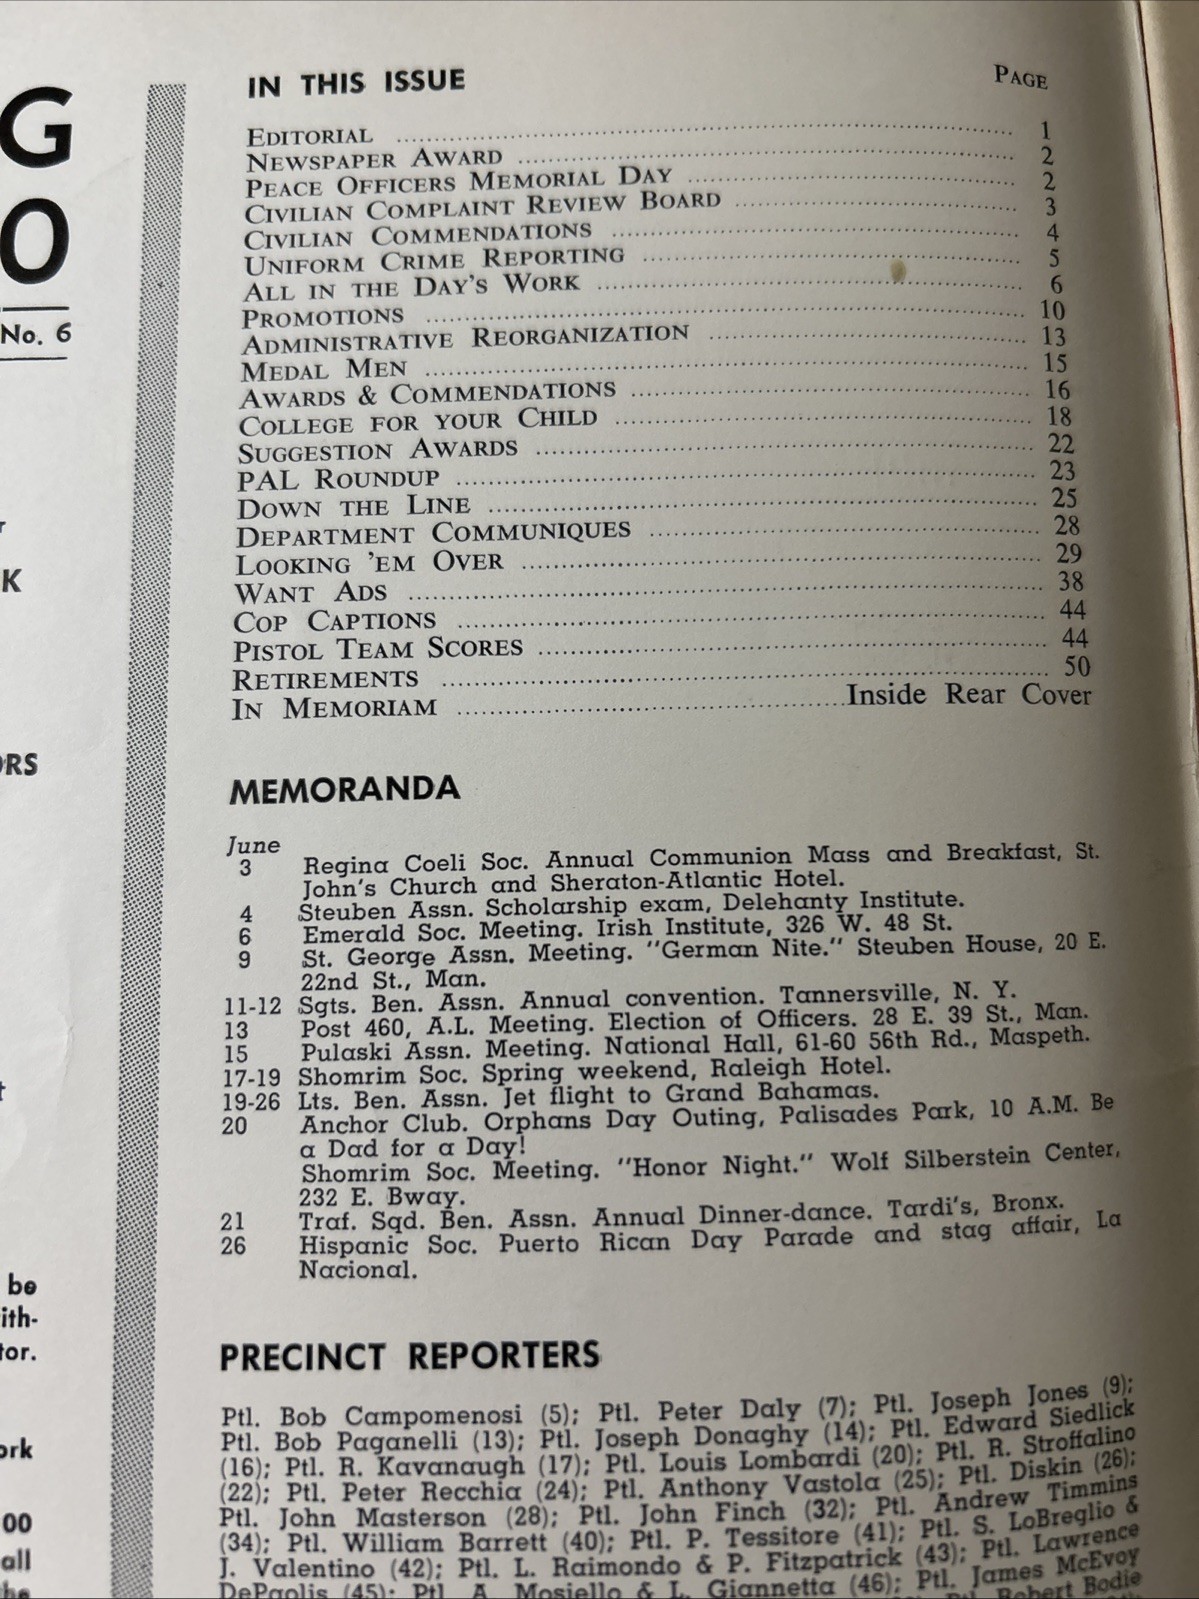 G
O
No. 6
r
K
ORS
t
be
ith-
tor.
ork
00
all
the
IN THIS ISSUE
PAGE
EDITORIAL 1
NEWSPAPER AWARD 2
PEACE OFFICERS MEMORIAL DAY 2
CIVILIAN COMPLAINT REVIEW BOARD 3
CIVILIAN COMMENDATIONS 4
UNIFORM CRIME REPORTING 5
ALL IN THE DAY'S WORK 6
PROMOTIONS 10
ADMINISTRATIVE REORGANIZATION 13
MEDAL MEN 15
AWARDS & COMMENDATIONS 16
COLLEGE FOR YOUR CHILD 18
SUGGESTION AWARDS 22
PAL ROUNDUP 23
DOWN THE LINE 25
DEPARTMENT COMMUNIQUES 28
LOOKING 'EM OVER 29
WANT ADS 38
COP CAPTIONS 44
PISTOL TEAM SCORES 44
RETIREMENTS 50
IN MEMORIAM Inside Rear Cover
MEMORANDA
June
3 Regina Coeli Soc. Annual Communion Mass and Breakfast, St.
John's Church and Sheraton-Atlantic Hotel.
4 Steuben Assn. Scholarship exam, Delehanty Institute.
6 Emerald Soc. Meeting. Irish Institute, 326 W. 48 St.
9 St. George Assn. Meeting. "German Nite." Steuben House, 20 E.
22nd St., Man.
11-12 Sgts. Ben. Assn. Annual convention. Tannersville, N. Y.
13 Post 460, A.L. Meeting. Election of Officers. 28 E. 39 St., Man.
15 Pulaski Assn. Meeting. National Hall, 61-60 56th Rd., Maspeth.
17-19 Shomrim Soc. Spring weekend, Raleigh Hotel.
19-26 Lts. Ben. Assn. Jet flight to Grand Bahamas.
20 Anchor Club. Orphans Day Outing, Palisades Park, 10 A.M. Be
a Dad for a Day!
Shomrim Soc. Meeting. "Honor Night." Wolf Silberstein Center,
232 E. Bway.
21 Traf. Sqd. Ben. Assn. Annual Dinner-dance. Tardi's, Bronx.
26 Hispanic Soc. Puerto Rican Day Parade and stag affair, La
Nacional.
PRECINCT REPORTERS
Ptl. Bob Campomenosi (5); Ptl. Peter Daly (7); Ptl. Joseph Jones (9);
Ptl. Bob Paganelli (13); Ptl. Joseph Donaghy (14); Ptl. Edward Siedlick
(16); Ptl. R. Kavanaugh (17); Ptl. Louis Lombardi (20); Ptl. R. Stroffalino
(22); Ptl. Peter Recchia (24); Ptl. Anthony Vastola (25); Ptl. Diskin (26);
Ptl. John Masterson (28); Ptl. John Finch (32); Ptl. Andrew Timmins
(34); Ptl. William Barrett (40); Ptl. P. Tessitore (41); Ptl. S. LoBreglio &
J. Valentino (42); Ptl. L. Raimondo & P. Fitzpatrick (43); Ptl. Lawrence
DePaolis (45); Ptl. A. Mosiello & L. Giannetta (46); Ptl. James McEvoy
Robert Bodie